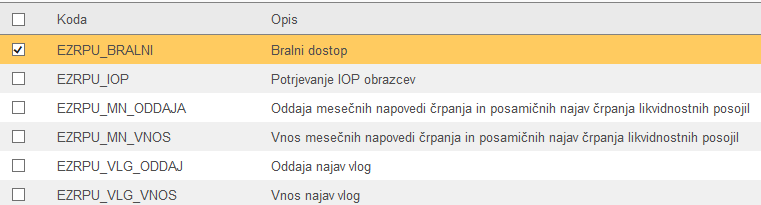 Koda Opis
EZRPU_BRALNI Bralni dostop
EZRPU_IOP Potrjevanje IOP obrazcev
EZRPU_MN_ODDAJA Oddaja mesečnih napovedi črpanja in posamičnih najav črpanja likvidnostnih posojil
EZRPU_MN_VNOS Vnos mesečnih napovedi črpanja in posamičnih najav črpanja likvidnostnih posojil
EZRPU_VLG_ODDAJ Oddaja najav vlog
EZRPU_VLG_VNOS Vnos najav vlog